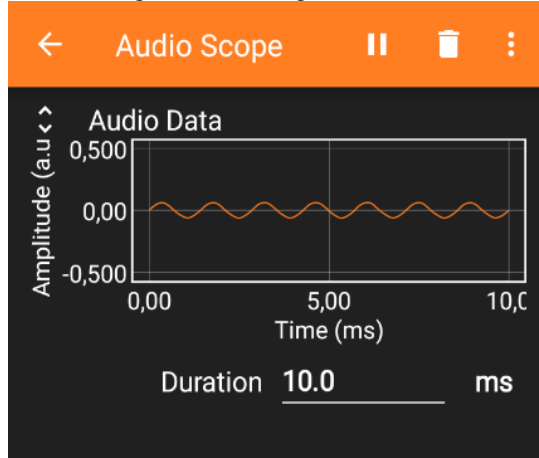 Audio Scope
Audio Data
Amplitude (a.u
0,500
0,00
-0,500
0,00 5,00 10,0
Time (ms)
Duration 10.0 ms